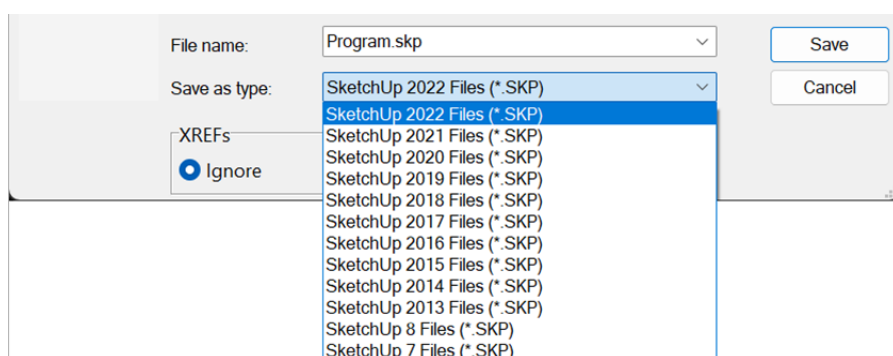 File name: Program.skp Save
Save as type: SketchUp 2022 Files (*.SKP) Cancel
SketchUp 2022 Files (*.SKP)
XREFs SketchUp 2021 Files (*.SKP)
SketchUp 2020 Files (*.SKP)
Ignore SketchUp 2019 Files (*.SKP)
SketchUp 2018 Files (*.SKP)
SketchUp 2017 Files (*.SKP)
SketchUp 2016 Files (*.SKP)
SketchUp 2015 Files (*.SKP)
SketchUp 2014 Files (*.SKP)
SketchUp 2013 Files (*.SKP)
SketchUp 8 Files (*.SKP)
SketchUp 7 Files (*.SKP)